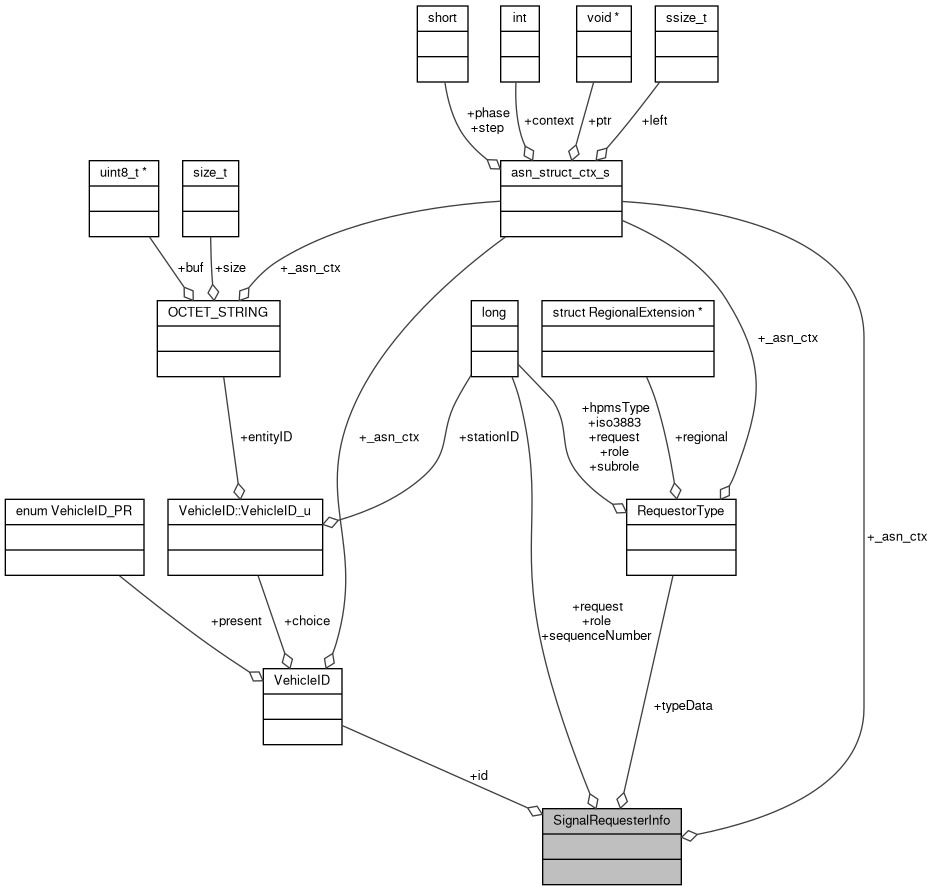 short
int
void *
ssize_t
+phase
+step
+context
+ptr
+left
uint8_t *
size_t
asn_struct_ctx_s
+buf
+size
+_asn_ctx
OCTET_STRING
long
struct RegionalExtension *
+_asn_ctx
+entityID
+_asn_ctx
+stationID
+hpmsType
+iso3883
+request
+role
+subrole
+regional
enum VehicleID_PR
VehicleID::VehicleID_u
RequestorType
+_asn_ctx
+present
+choice
+request
+role
+sequenceNumber
VehicleID
+typeData
+id
SignalRequesterInfo